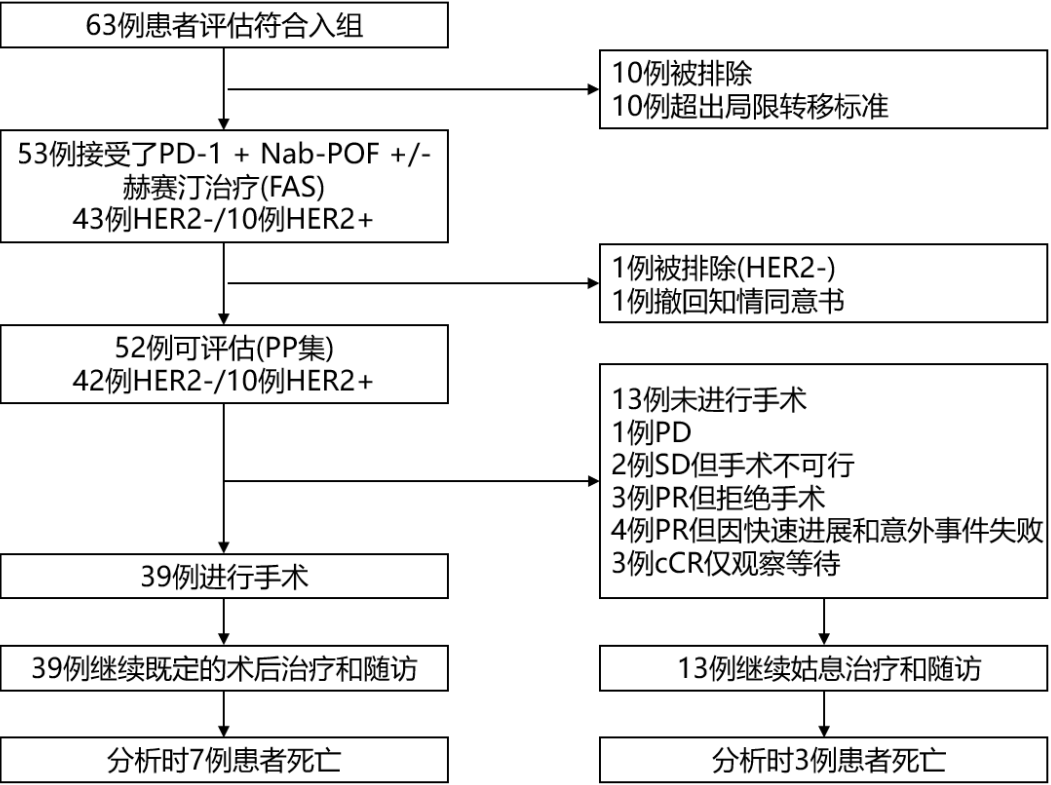 63例患者评估符合入组
10例被排除
10例超出局限转移标准
53例接受了PD-1 + Nab-POF +/-
赫赛汀治疗(FAS)
43例HER2-/10例HER2+
1例被排除(HER2-)
1例撤回知情同意书
52例可评估(PP集)
42例HER2-/10例HER2+
13例未进行手术
1例PD
2例SD但手术不可行
3例PR但拒绝手术
4例PR但因快速进展和意外事件失败
3例cCR仅观察等待
39例进行手术
39例继续既定的术后治疗和随访
13例继续姑息治疗和随访
分析时7例患者死亡
分析时3例患者死亡